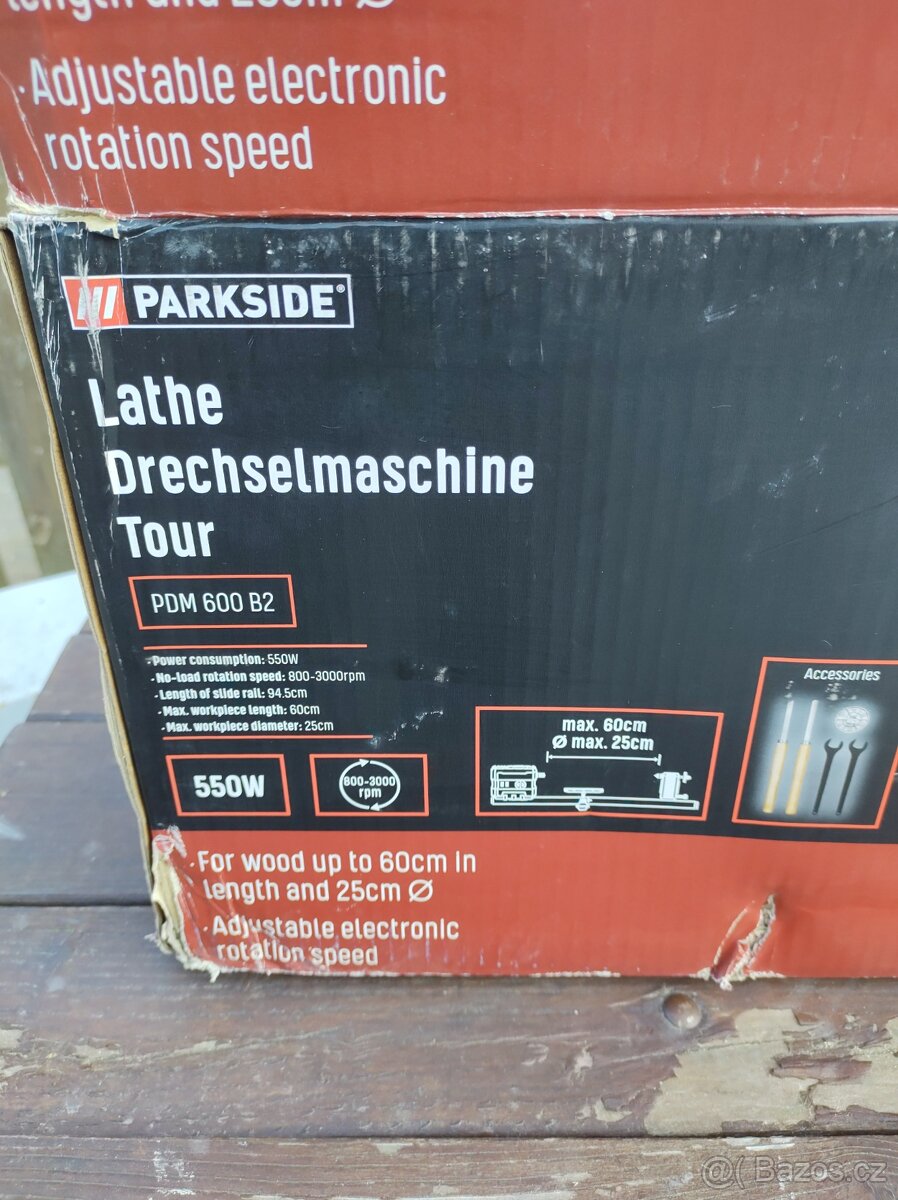 length and 25cm Ø
· Adjustable electronic
rotation speed
PARKSIDE®
Lathe
Drechselmaschine
Tour
PDM 600 B2
- Power consumption: 550W
- No-load rotation speed: 800-3000rpm
- Length of slide rail: 94.5cm
- Max. workpiece length: 60cm
- Max. workpiece diameter: 25cm
550W
800-3000
rpm
max. 60cm
Ø max. 25cm
Accessories
· For wood up to 60cm in
length and 25cm Ø
· Adjustable electronic
rotation speed
@( Bazos.cz